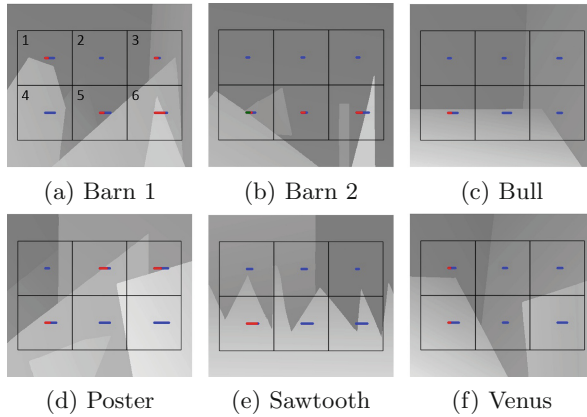 1 2 3
4 5 6
(a) Barn 1 (b) Barn 2 (c) Bull
(d) Poster (e) Sawtooth (f) Venus